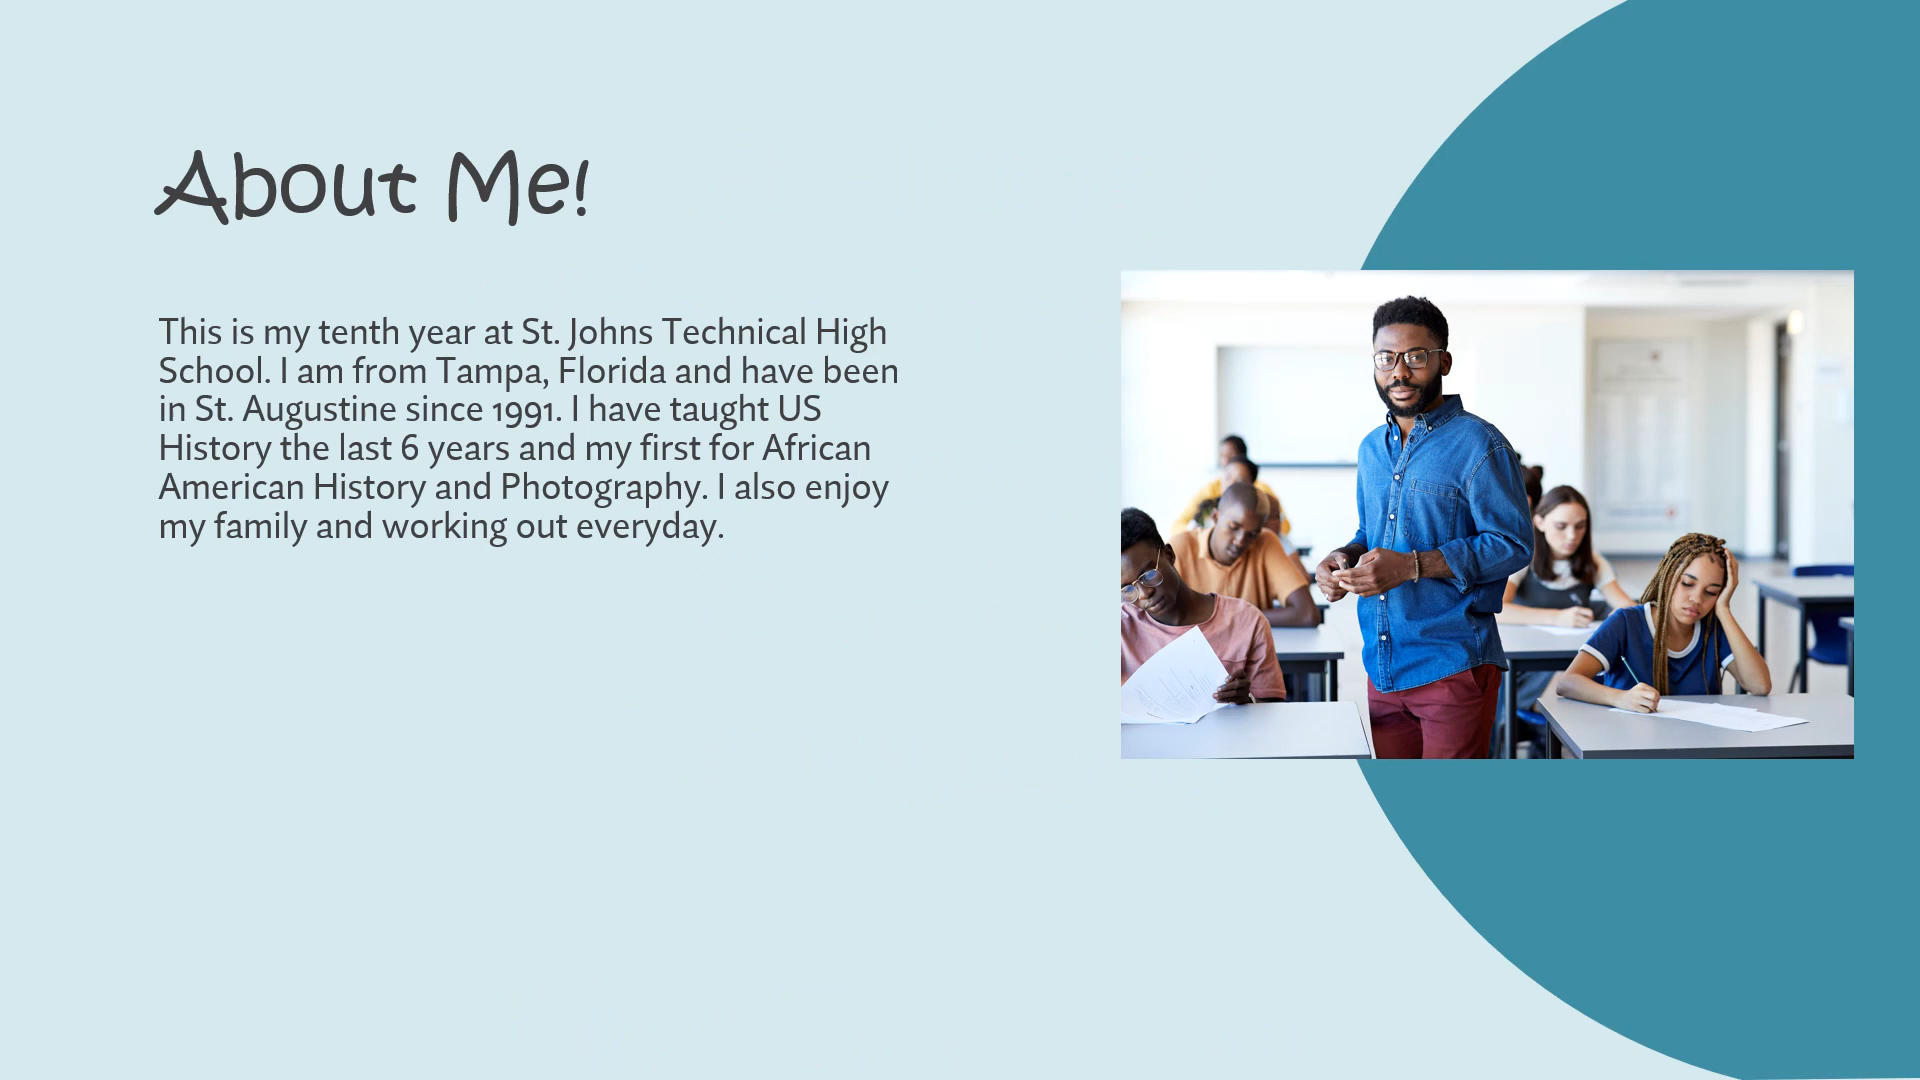 About Me!
This is my tenth year at St. Johns Technical High
School. I am from Tampa, Florida and have been
in St. Augustine since 1991. I have taught US
History the last 6 years and my first for African
American History and Photography. I also enjoy
my family and working out everyday.